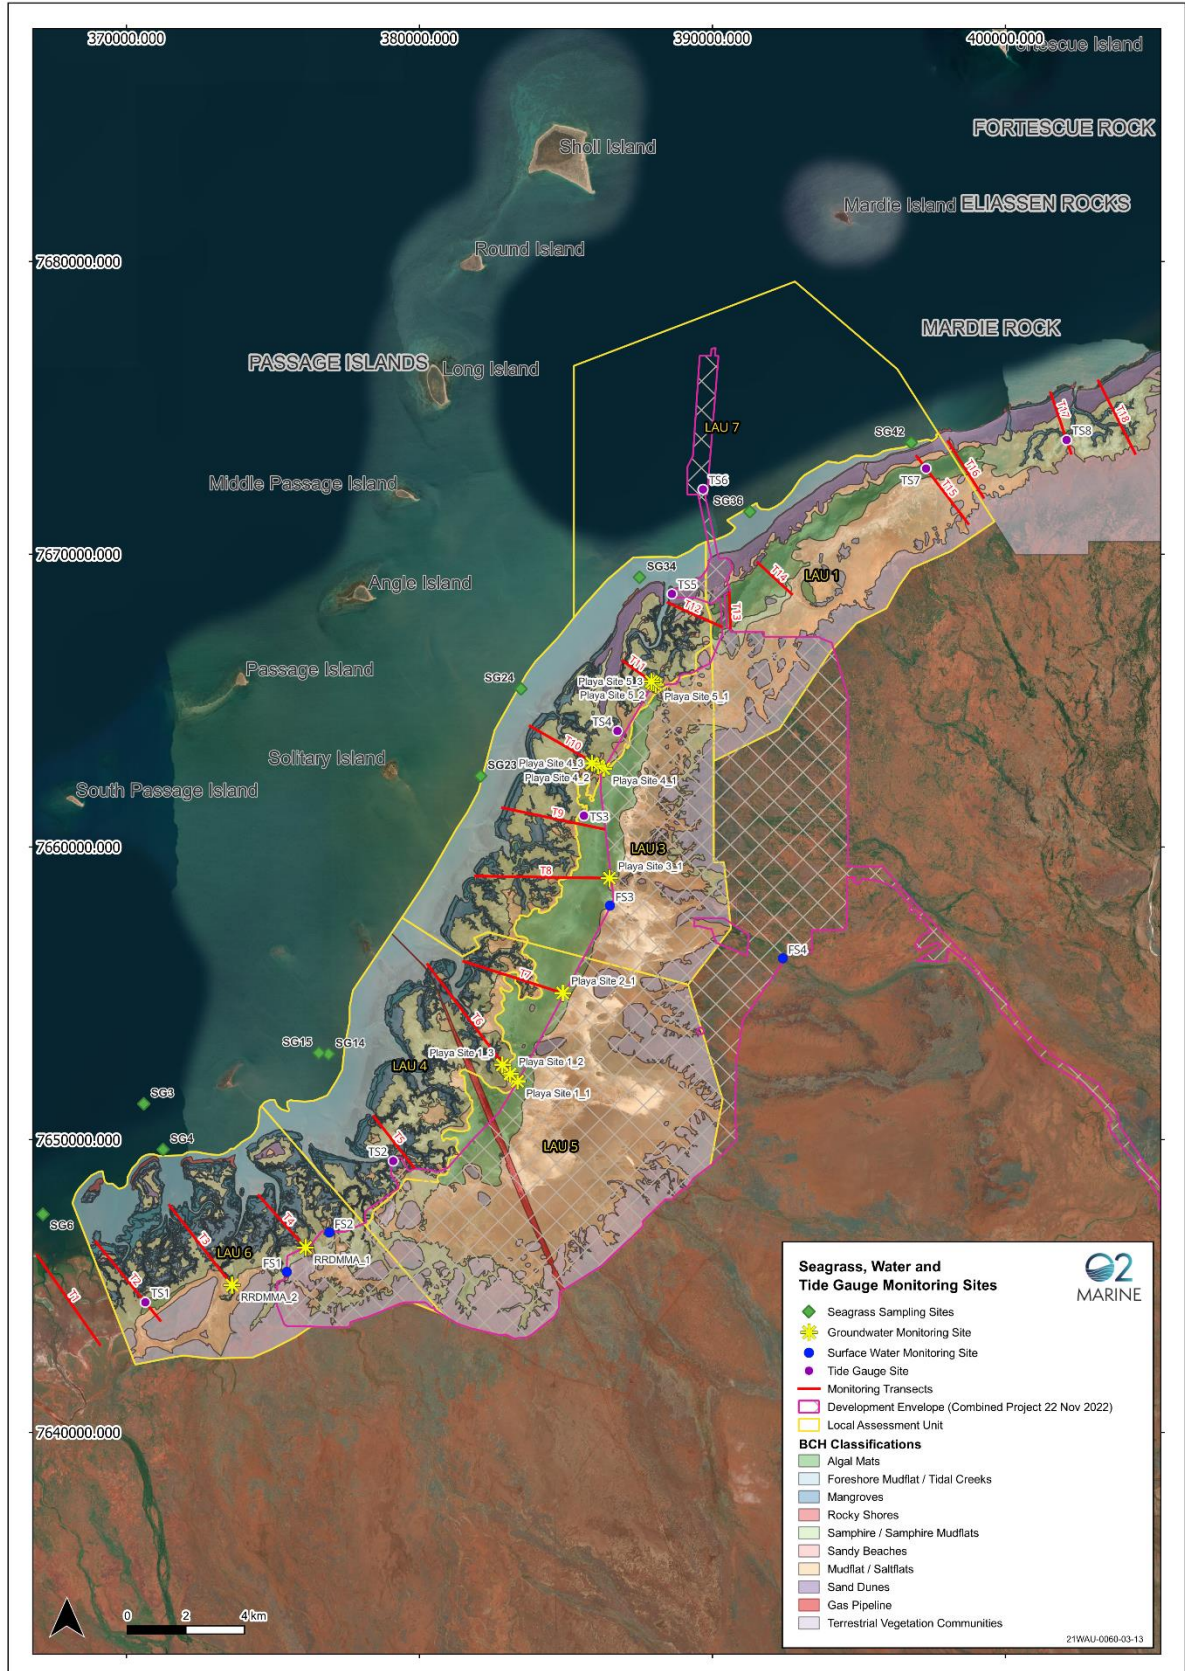 370000.000
380000.000
390000.000
400000.000
Fortescue Island
FORTESCUE ROCK
Sholl Island
Mardie Island
ELIASSEN ROCKS
Round Island
7680000.000
MARDIE ROCK
PASSAGE ISLANDS
Long Island
T18
T17
LAU 7
SG42
TS8
T16
TS7
T15
Middle Passage Island
TS6
SG36
7670000.000
SG34
T14
LAU 1
Angle Island
TS5
T12
T13
T11
Passage Island
Playa Site 5_3
Playa Site 5_2
Playa Site 5_1
SG24
TS4
T10
Solitary Island
Playa Site 4_3
Playa Site 4_2
Playa Site 4_1
SG23
South Passage Island
T9
TS3
7660000.000
LAU 3
Playa Site 3_1
T8
FS3
FS4
T7
Playa Site 2_1
T6
SG15
SG14
Playa Site 1_3
Playa Site 1_2
LAU 4
Playa Site 1_1
SG3
7650000.000
SG4
T5
LAU 5
TS2
SG6
T4
T3
FS2
LAU 6
T2
FS1
RRDMMA_1
T1
TS1
RRDMMA_2
7640000.000
0 2 4 km
Seagrass, Water and
Tide Gauge Monitoring Sites
O2
MARINE
Seagrass Sampling Sites
Groundwater Monitoring Site
Surface Water Monitoring Site
Tide Gauge Site
Monitoring Transects
Development Envelope (Combined Project 22 Nov 2022)
Local Assessment Unit
BCH Classifications
Algal Mats
Foreshore Mudflat / Tidal Creeks
Mangroves
Rocky Shores
Samphire / Samphire Mudflats
Sandy Beaches
Mudflat / Saltflats
Sand Dunes
Gas Pipeline
Terrestrial Vegetation Communities
21WAU-0060-03-13